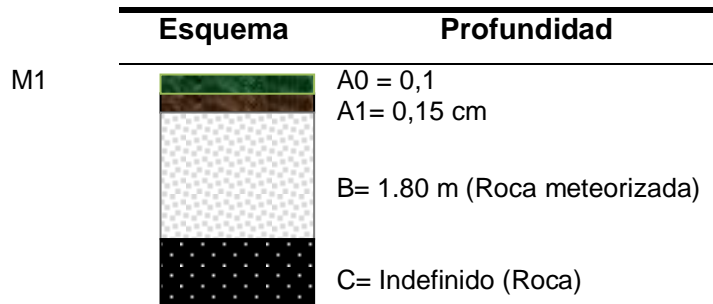 Esquema Profundidad
M1 A0 = 0,1
A1= 0,15 cm
B= 1.80 m (Roca meteorizada)
C= Indefinido (Roca)